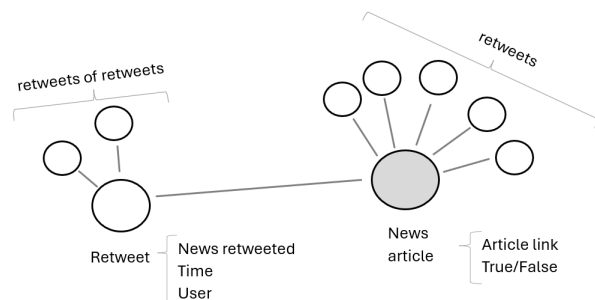 retweets of retweets
retweets
Retweet
News retweeted
Time
User
News
article
Article link
True/False